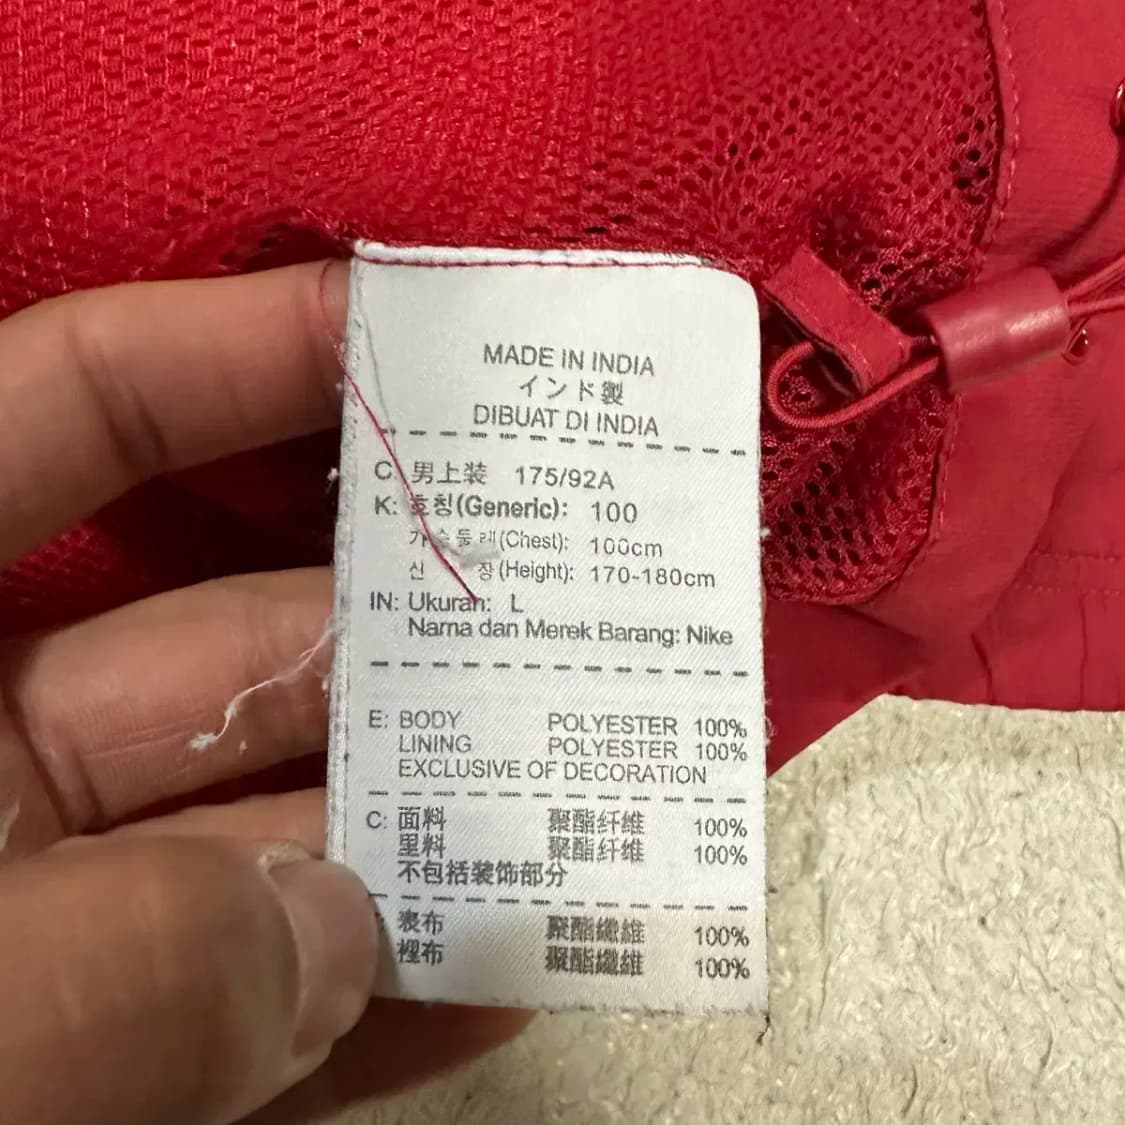 MADE IN INDIA
インド製
DIBUAT DI INDIA
C: 男上装 175/92A
K: 호칭(Generic): 100
가슴둘레(Chest): 100cm
신장(Height): 170-180cm
IN: Ukuran: L
Nama dan Merek Barang: Nike
E: BODY POLYESTER 100%
LINING POLYESTER 100%
EXCLUSIVE OF DECORATION
C: 面料 聚酯纤维 100%
里料 聚酯纤维 100%
不包括装饰部分
表布 聚酯纖維 100%
裡布 聚酯纖維 100%